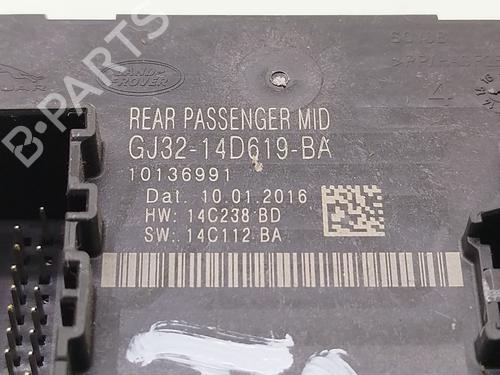 LAND-
ROVER
REAR PASSENGER MID
GJ32-14D619-BA
10136991
Dat. 10.01.2016
HW: 14C238 BD
SW: 14C112 BA
4